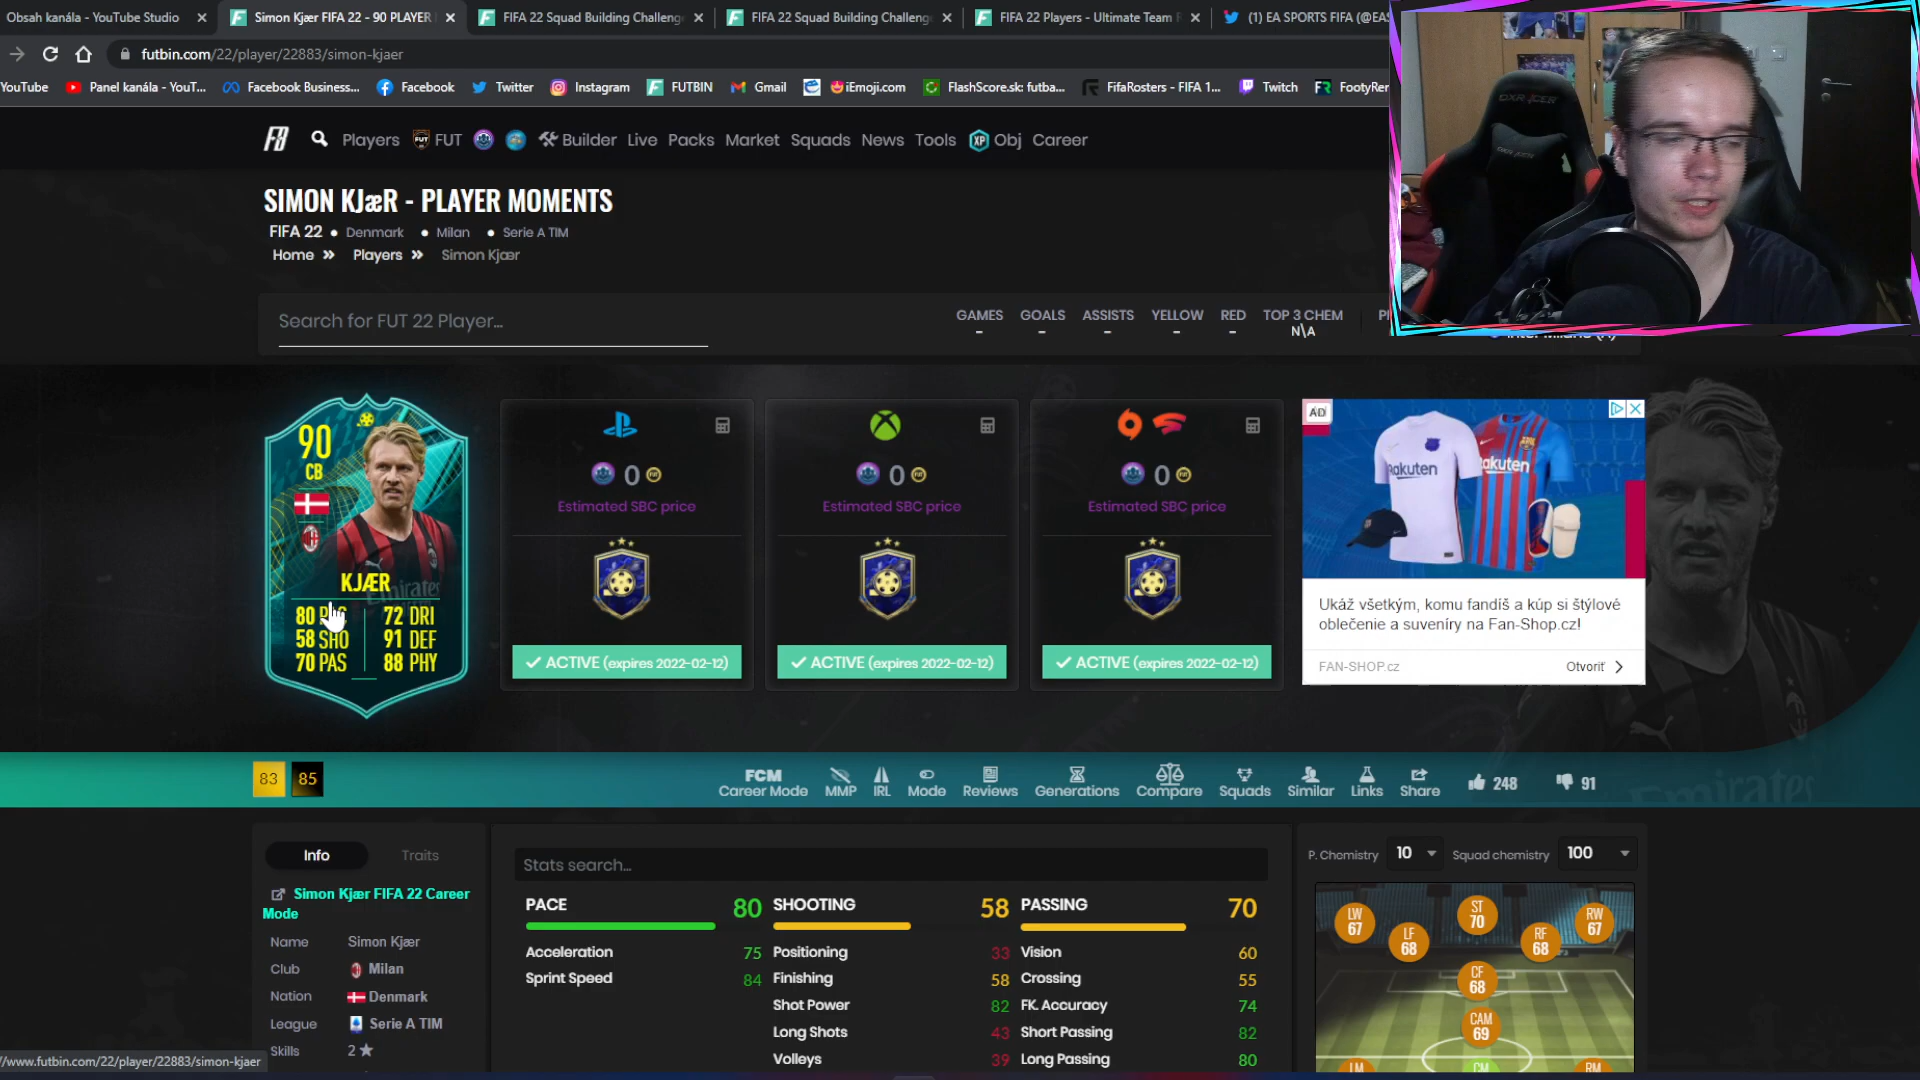 Obsah kanála - YouTube Studio
Simon Kjær FIFA 22 - 90 PLAYER
FIFA 22 Squad Building Challeng
FIFA 22 Squad Building Challeng
FIFA 22 Players - Ultimate Team
(1) EA SPORTS FIFA (@EAS
futbin.com/22/player/22883/simon-kjaer
YouTube
Panel kanála - YouT...
Facebook Business...
Facebook
Twitter
Instagram
FUTBIN
Gmail
iEmoji.com
FlashScore.sk: futba...
FifaRosters - FIFA 1...
Twitch
FootyRen
Players
FUT
Builder
Live
Packs
Market
Squads
News
Tools
Obj
Career
SIMON KJæR - PLAYER MOMENTS
FIFA 22 • Denmark • Milan • Serie A TIM
Home » Players » Simon Kjær
Search for FUT 22 Player...
GAMES
-
GOALS
-
ASSISTS
-
YELLOW
-
RED
-
TOP 3 CHEM
N\A
90
CB
KJÆR
80
58 SHO
70 PAS
72 DRI
91 DEF
88 PHY
0
Estimated SBC price
ACTIVE (expires 2022-02-12)
0
Estimated SBC price
ACTIVE (expires 2022-02-12)
0
Estimated SBC price
ACTIVE (expires 2022-02-12)
AD
Rakuten
Ukáž všetkým, komu fandíš a kúp si štýlové
oblečenie a suveníry na Fan-Shop.cz!
FAN-SHOP.cz
Otvoriť
83
85
FCM
Career Mode
MMP
IRL
Mode
Reviews
Generations
Compare
Squads
Similar
Links
Share
248
91
Info
Traits
Simon Kjær FIFA 22 Career
Mode
Name Simon Kjær
Club Milan
Nation Denmark
League Serie A TIM
Skills 2
Stats search...
PACE 80
Acceleration 75
Sprint Speed 84
SHOOTING 58
Positioning 33
Finishing 58
Shot Power 82
Long Shots 43
Volleys 39
PASSING 70
Vision 60
Crossing 55
FK. Accuracy 74
Short Passing 82
Long Passing 80
P. Chemistry 10
Squad chemistry 100
LW
67
LF
68
ST
70
RF
68
RW
67
CF
68
CAM
69
LM
CM
RM
//www.futbin.com/22/player/22883/simon-kjaer